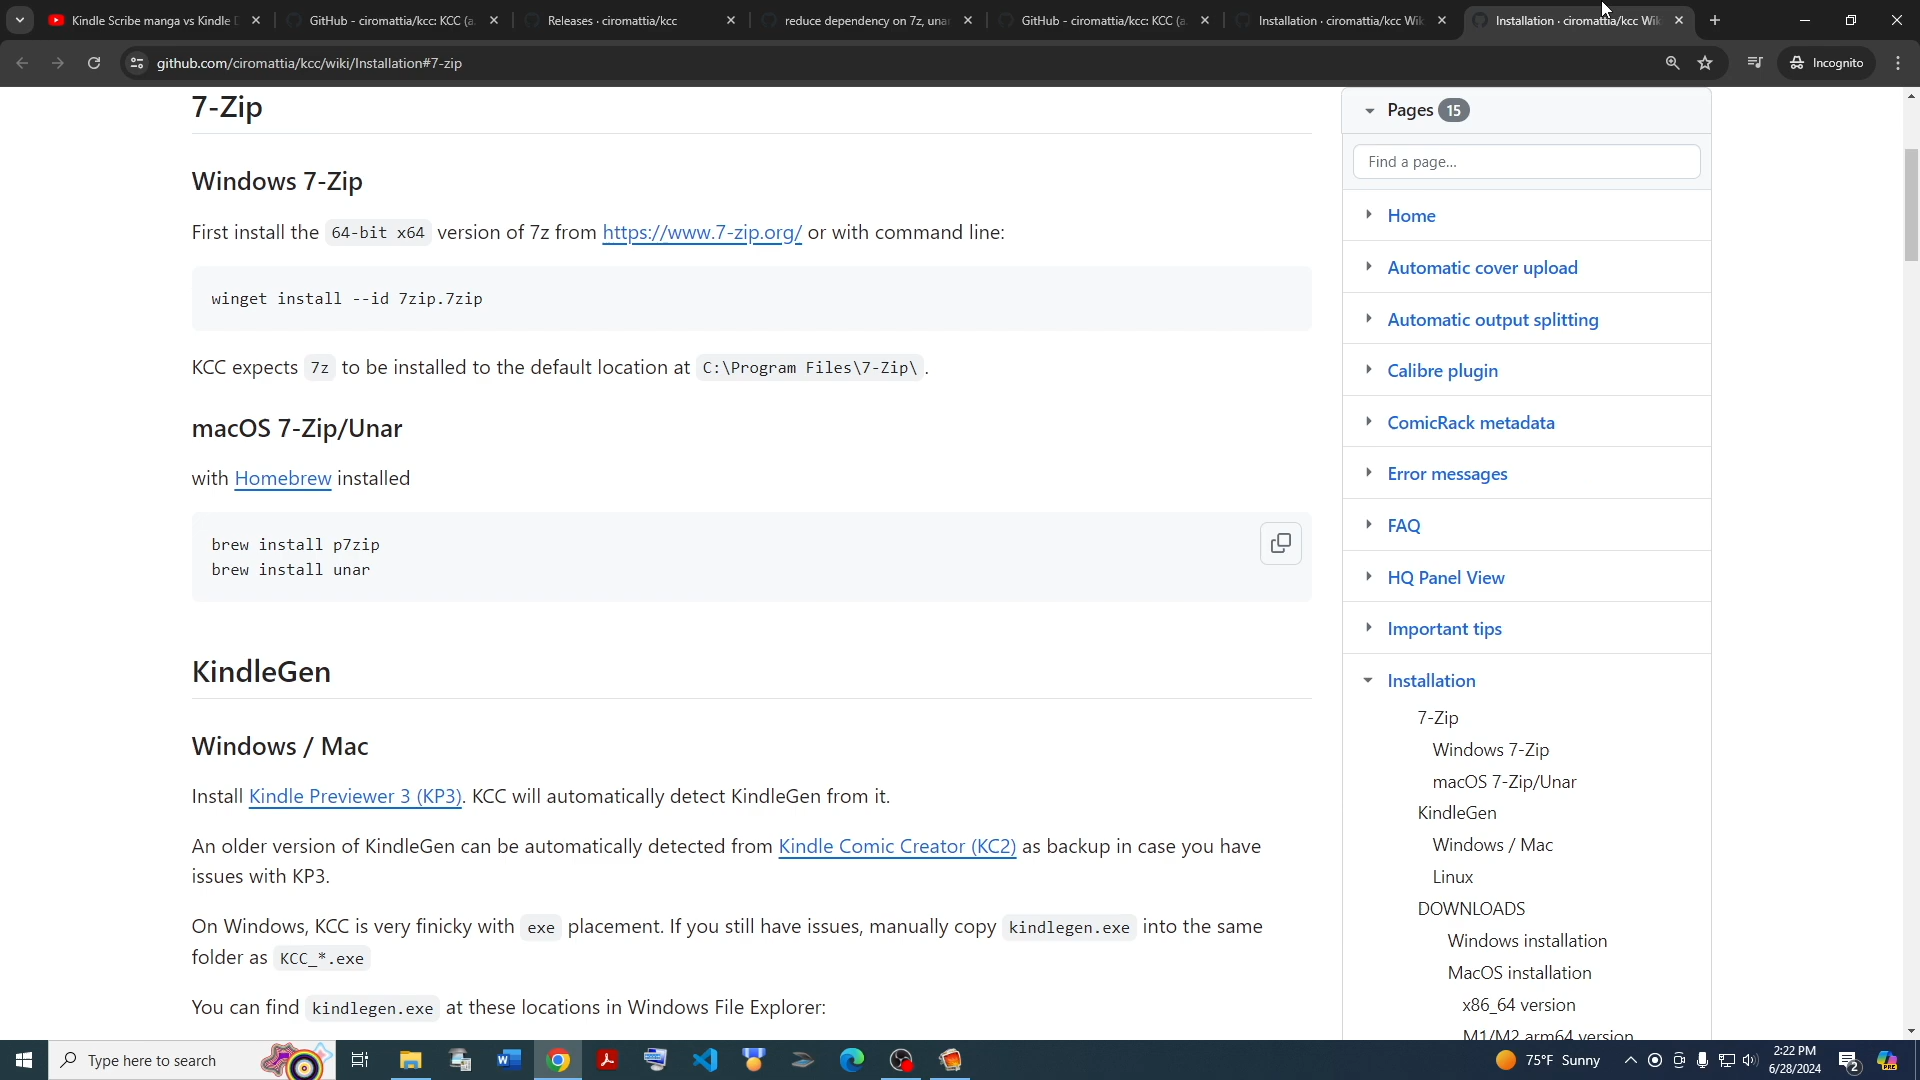 Kindle Scribe manga vs Kindle
GitHub - ciromattia/kcc: KCC (a
Releases · ciromattia/kcc
reduce dependency on 7z, una
GitHub - ciromattia/kcc: KCC (a
Installation · ciromattia/kcc Wik
Installation · ciromattia/kcc Wik
github.com/ciromattia/kcc/wiki/Installation#7-zip
Incognito
7-Zip
Windows 7-Zip
First install the 64-bit x64 version of 7z from https://www.7-zip.org/ or with command line:
winget install --id 7zip.7zip
KCC expects 7z to be installed to the default location at C:\Program Files\7-Zip\ .
macOS 7-Zip/Unar
with Homebrew installed
brew install p7zip
brew install unar
KindleGen
Windows / Mac
Install Kindle Previewer 3 (KP3). KCC will automatically detect KindleGen from it.
An older version of KindleGen can be automatically detected from Kindle Comic Creator (KC2) as backup in case you have
issues with KP3.
On Windows, KCC is very finicky with exe placement. If you still have issues, manually copy kindlegen.exe into the same
folder as KCC_*.exe
You can find kindlegen.exe at these locations in Windows File Explorer:
Pages 15
Find a page...
Home
Automatic cover upload
Automatic output splitting
Calibre plugin
ComicRack metadata
Error messages
FAQ
HQ Panel View
Important tips
Installation
7-Zip
Windows 7-Zip
macOS 7-Zip/Unar
KindleGen
Windows / Mac
Linux
DOWNLOADS
Windows installation
MacOS installation
x86_64 version
M1/M2 arm64 version
Type here to search
75°F Sunny
2:22 PM
6/28/2024
2